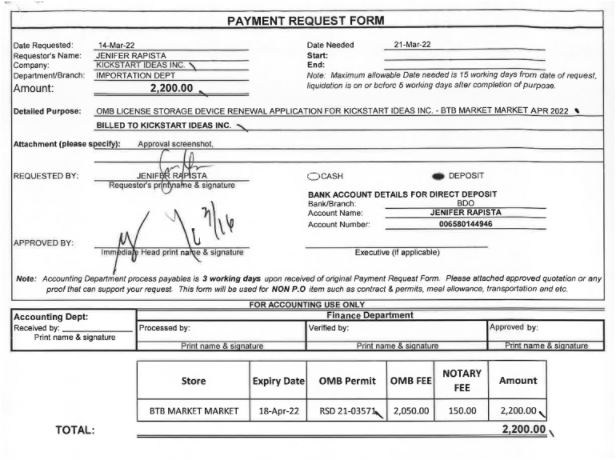 PAYMENT REQUEST FORM
Date Requested: 14-Mar-22 Date Needed 21-Mar-22
Requestor's Name: JENIFER RAPISTA Start:
Company: KICKSTART IDEAS INC. End:
Department/Branch: IMPORTATION DEPT Note: Maximum allowable Date needed is 15 working days from date of request,
Amount: 2,200.00 liquidation is on or before 5 working days after completion of purpose.
Detailed Purpose: OMB LICENSE STORAGE DEVICE RENEWAL APPLICATION FOR KICKSTART IDEAS INC. - BTB MARKET MARKET APR 2022
BILLED TO KICKSTART IDEAS INC.
Attachment (please specify): Approval screenshot,
REQUESTED BY: JENIFER RAPISTA CASH DEPOSIT
Requestor's print name & signature
BANK ACCOUNT DETAILS FOR DIRECT DEPOSIT
Bank/Branch: BDO
Account Name: JENIFER RAPISTA
Account Number: 006580144946
3/16
APPROVED BY:
Immediate Head print name & signature Executive (if applicable)
Note: Accounting Department process payables is 3 working days upon received of original Payment Request Form. Please attached approved quotation or any
proof that can support your request. This form will be used for NON P.O item such as contract & permits, meal allowance, transportation and etc.
FOR ACCOUNTING USE ONLY
Accounting Dept: Finance Department
Received by: Processed by: Verified by: Approved by:
Print name & signature
Print name & signature Print name & signature Print name & signature
Store Expiry Date OMB Permit OMB FEE NOTARY FEE Amount
BTB MARKET MARKET 18-Apr-22 RSD 21-03571 2,050.00 150.00 2,200.00
TOTAL: 2,200.00